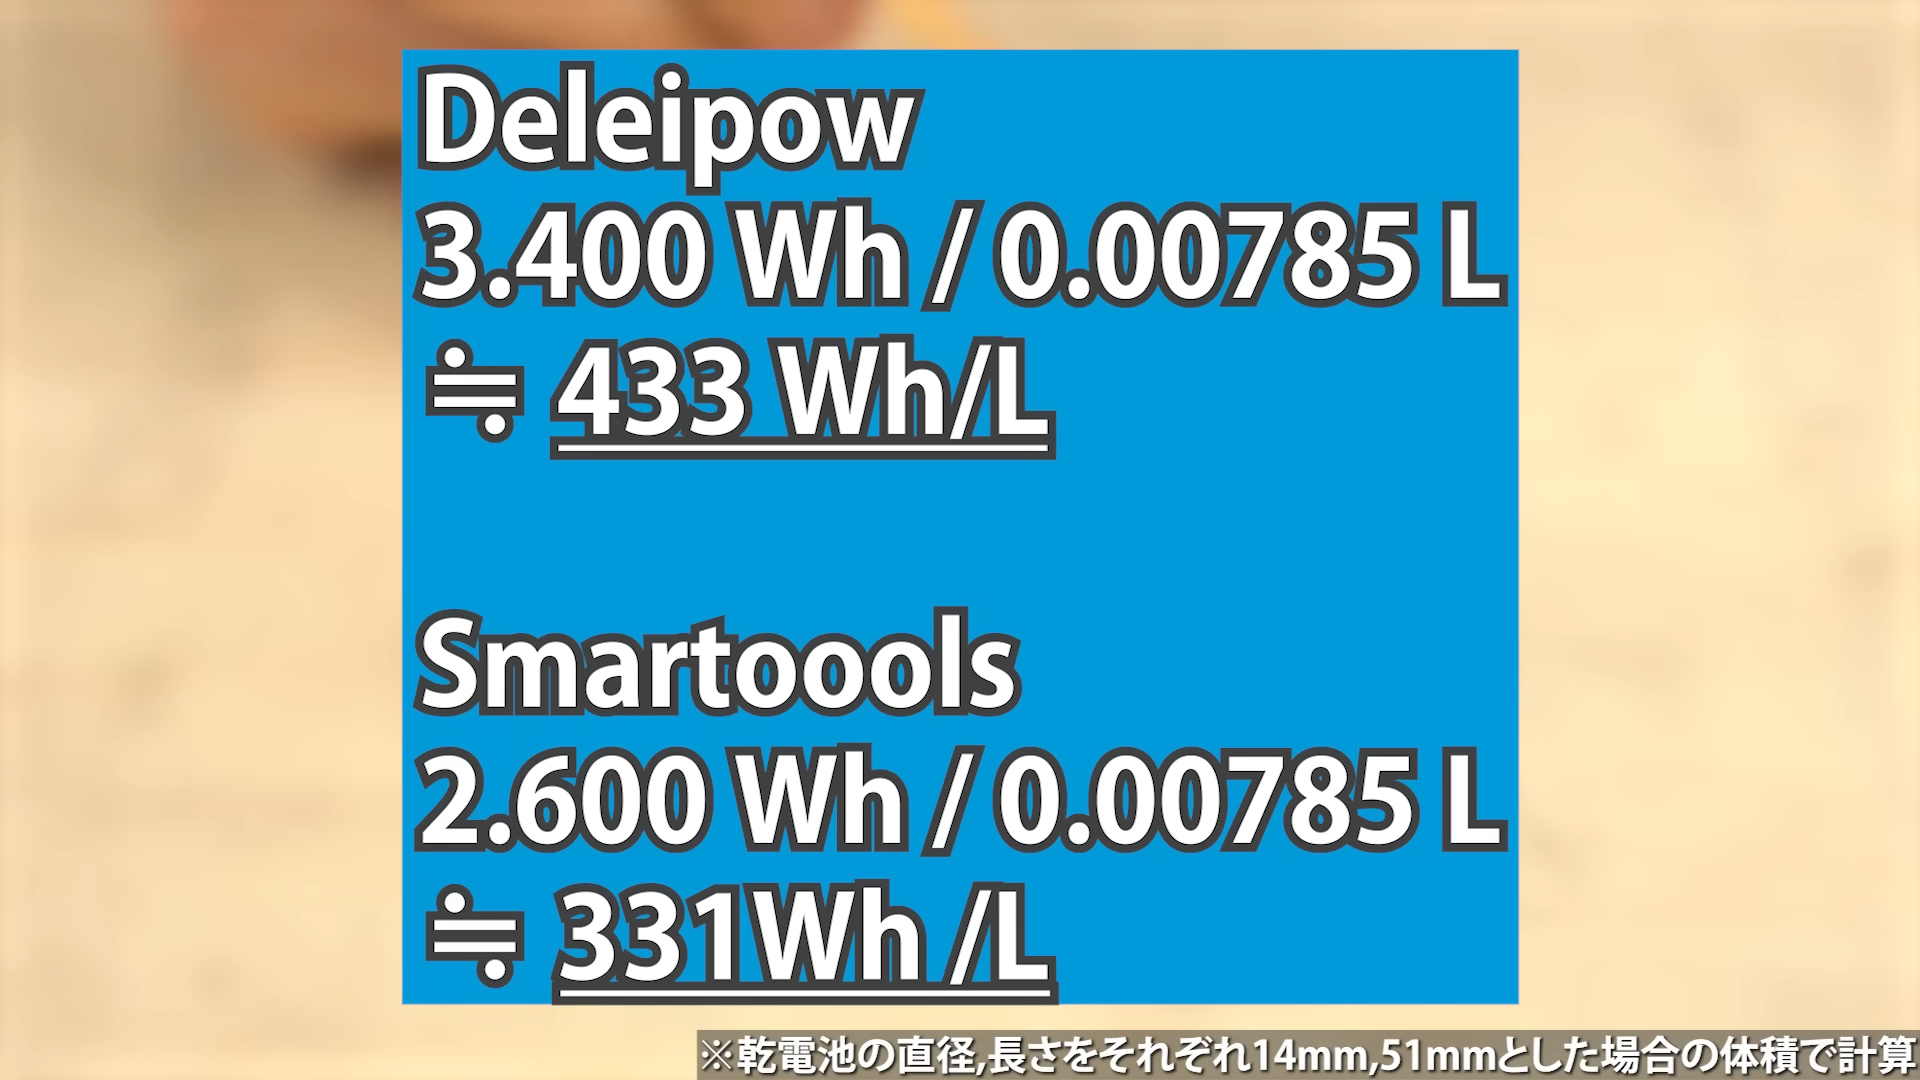 Deleipow
3.400 Wh / 0.00785 L
≒ 433 Wh/L
Smartoools
2.600 Wh / 0.00785 L
≒ 331Wh /L
※乾電池の直径,長さをそれぞれ14mm,51mmとした場合の体積で計算